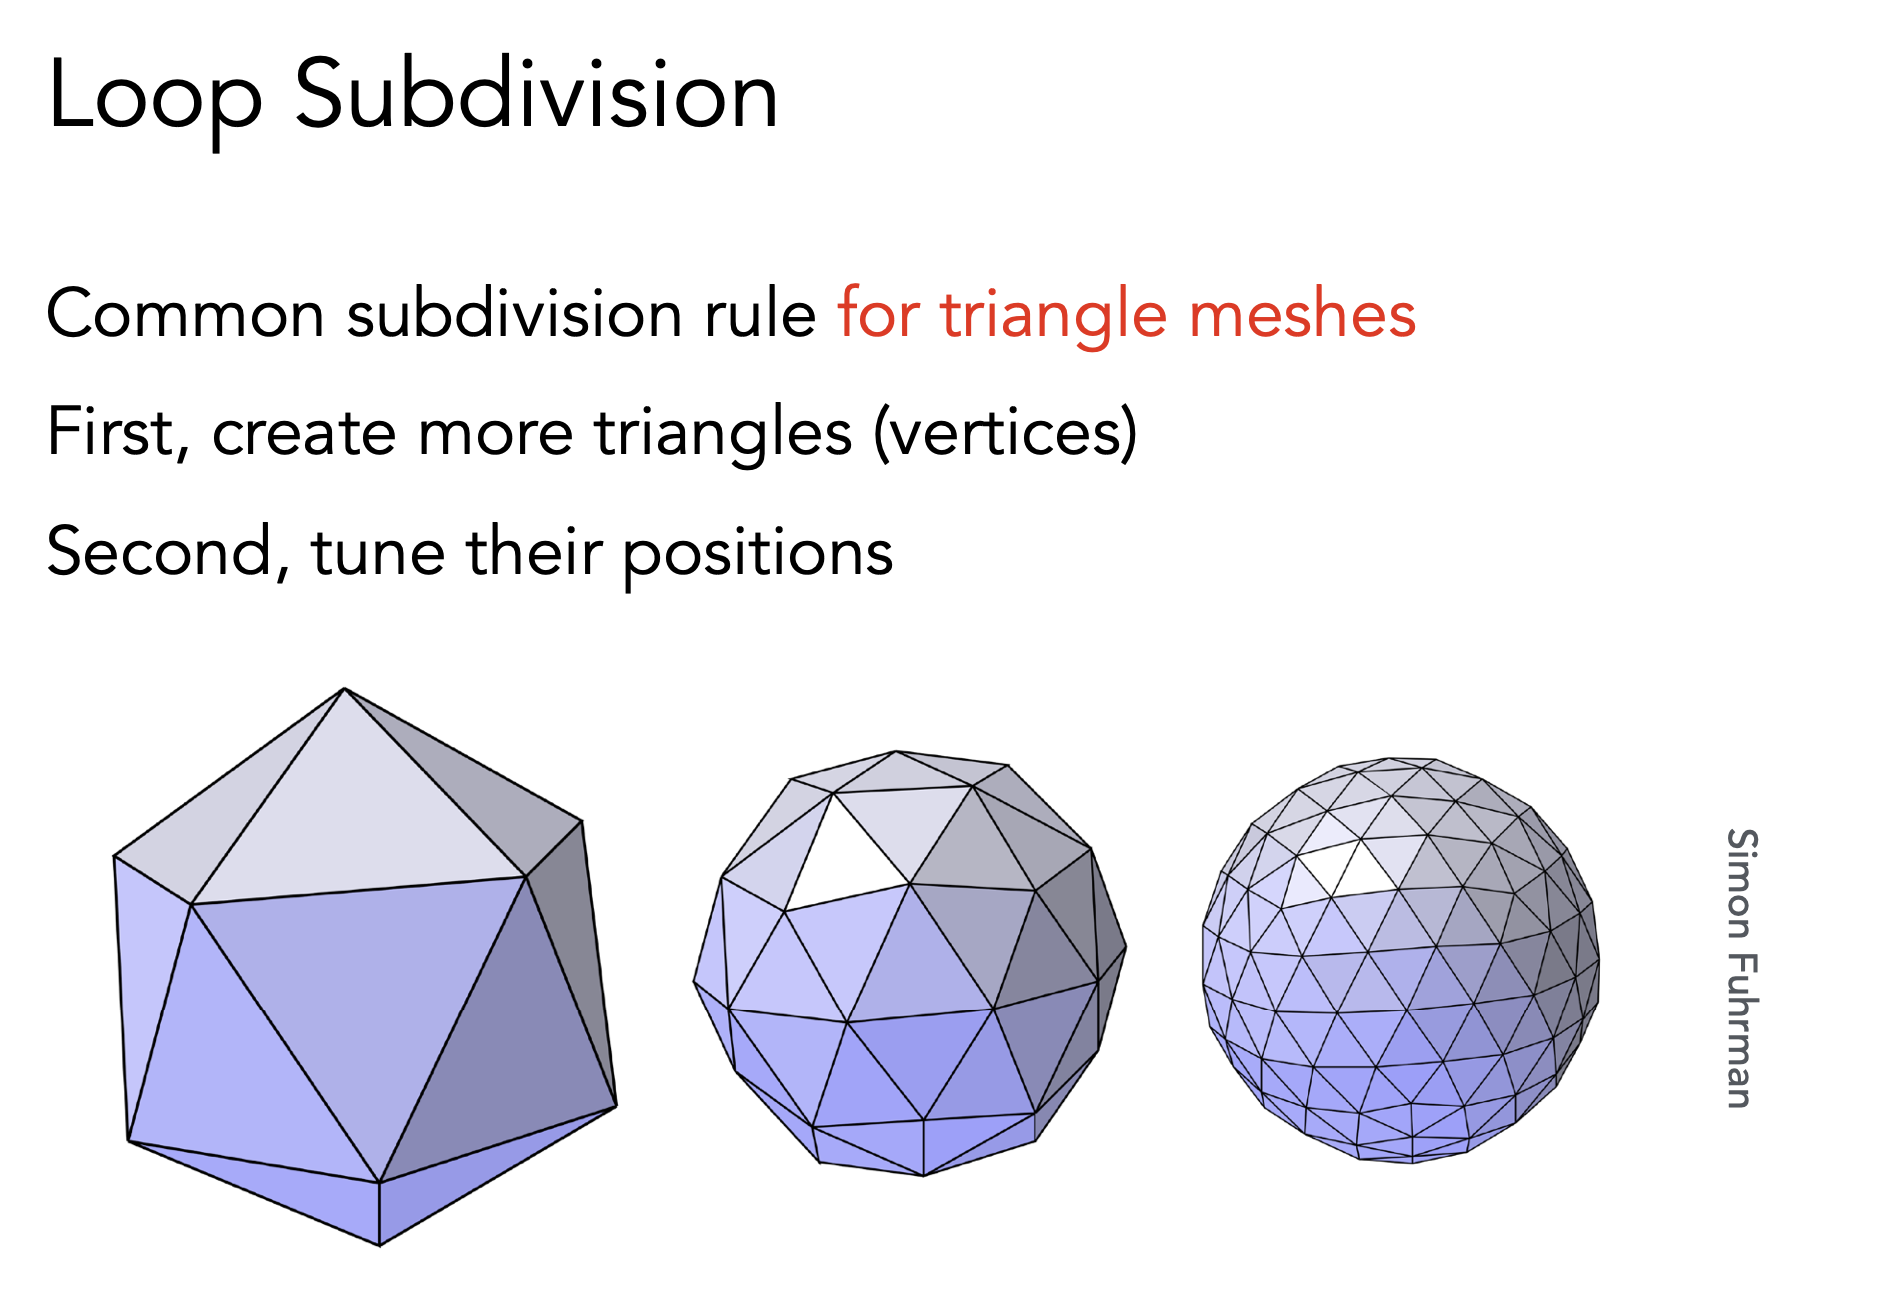 Loop Subdivision
Common subdivision rule for triangle meshes
First, create more triangles (vertices)
Second, tune their positions
Simon Fuhrman